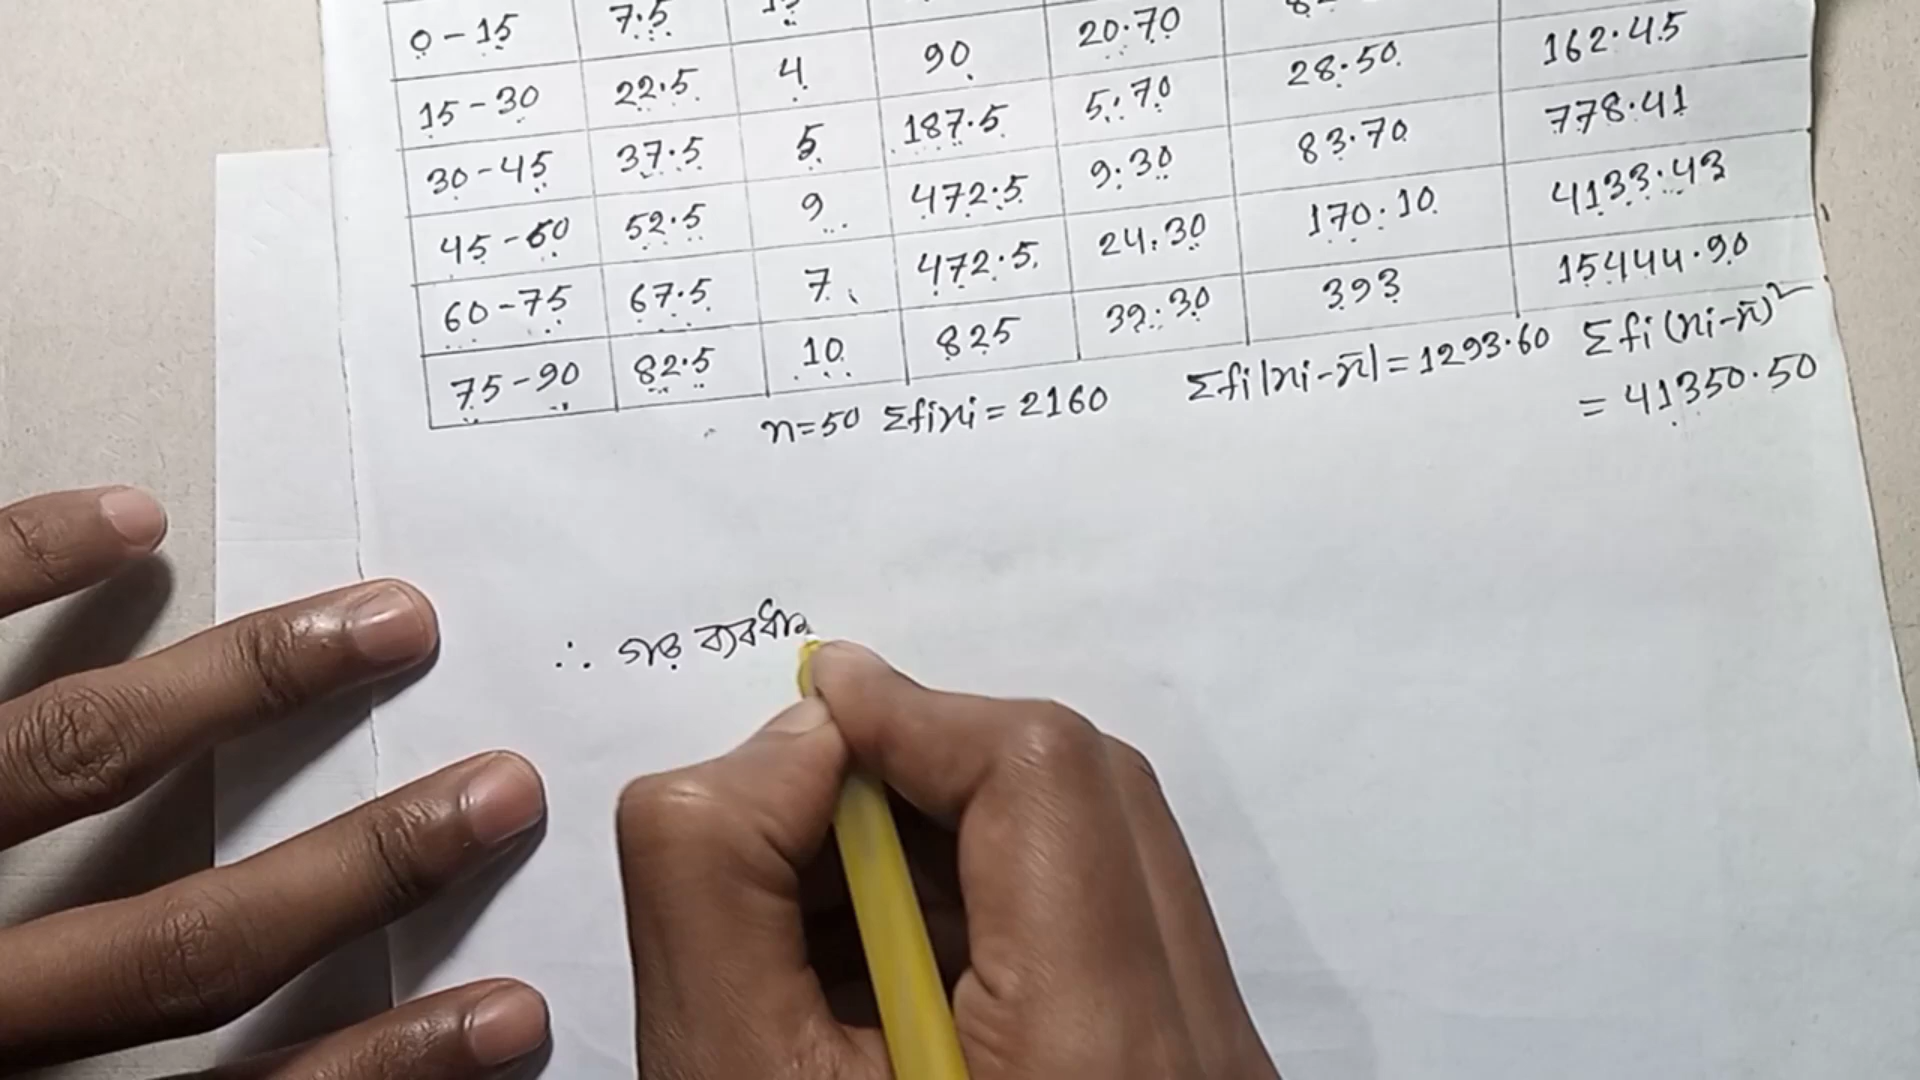 0-15 7.5
15-30 22.5 4 90 20.70 28.50 162.45
30-45 37.5 5 187.5 5.70 83.70 778.41
45-60 52.5 9 472.5 9.30 170.10 4133.43
60-75 67.5 7 472.5 24.30 393 15444.90
75-90 82.5 10 825 39.30
n=50 Σfixi = 2160 Σfi|xi-x̄| = 1293.60 Σfi(xi-x̄)²
= 41350.50
∴ গড় ব্যবধান